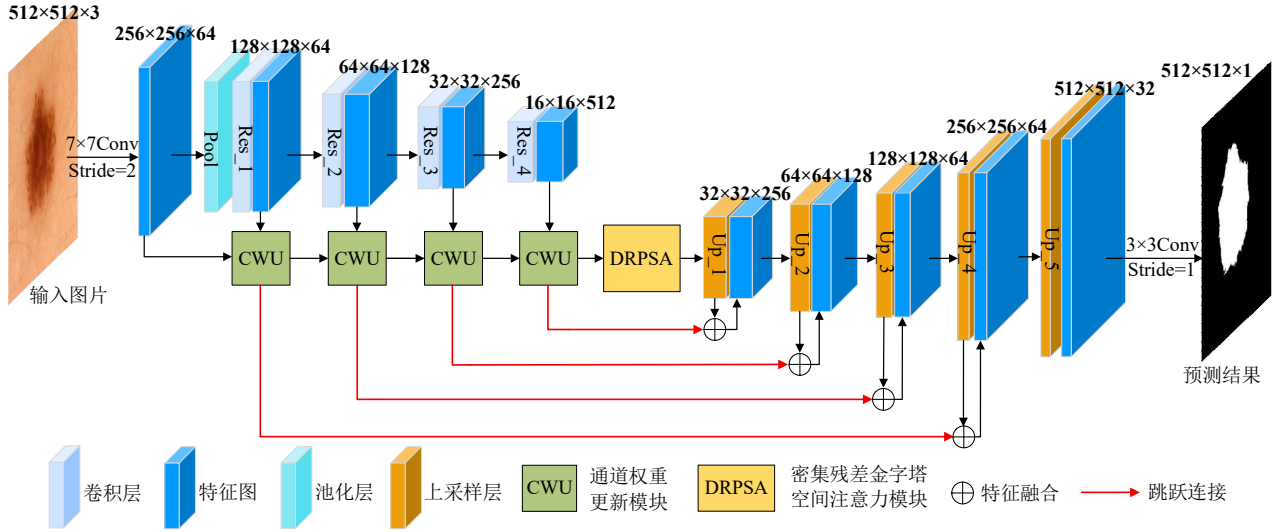 512×512×3
256×256×64
128×128×64
64×64×128
32×32×256
16×16×512
7×7Conv
Stride=2
Pool
Res_1
Res_2
Res_3
Res_4
CWU
CWU
CWU
CWU
DRPSA
32×32×256
64×64×128
128×128×64
256×256×64
512×512×32
512×512×1
Up_1
Up_2
Up_3
Up_4
Up_5
3×3Conv
Stride=1
输入图片
预测结果
卷积层
特征图
池化层
上采样层
CWU
通道权重
更新模块
DRPSA
密集残差金字塔
空间注意力模块
特征融合
跳跃连接